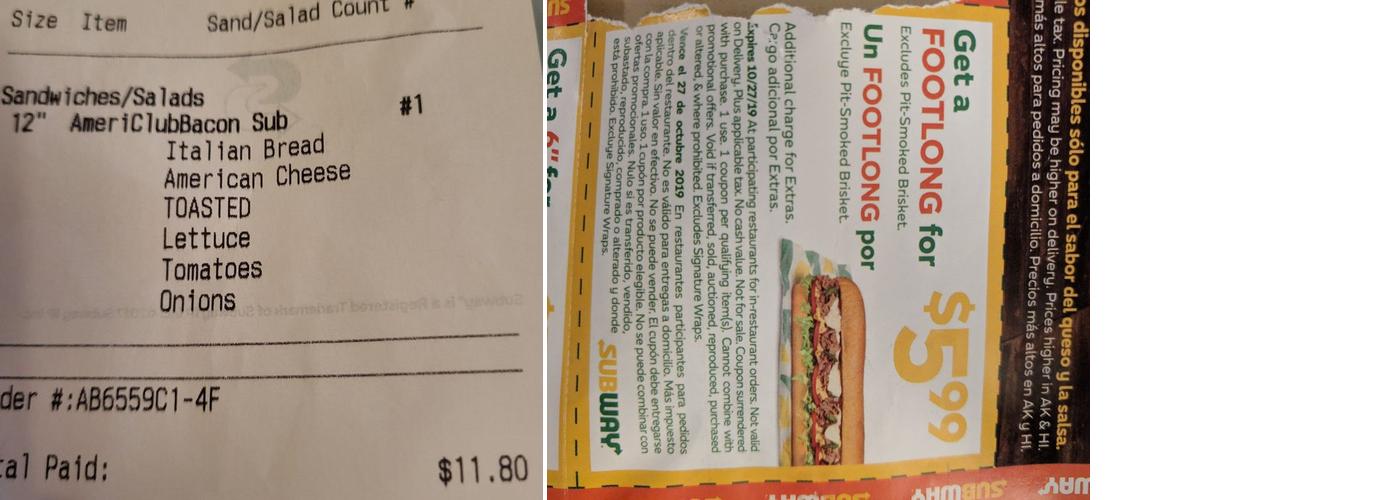 Size Item Sand/Salad Count #
Sandwiches/Salads
#1
12" AmeriClubBacon Sub
Italian Bread
American Cheese
TOASTED
Lettuce
Tomatoes
Onions
der #:AB6559C1-4F
tal Paid:
$11.80
os disponibles sólo para el sabor del queso y la salsa.
le tax. Pricing may be higher on delivery. Prices higher in AK & HI.
más altos para pedidos a domicilio. Precios más altos en AK y HI.
Get a
FOOTLONG for
$5.99
Excludes Pit-Smoked Brisket.
Un FOOTLONG por
Excluye Pit-Smoked Brisket.
Additional charge for Extras.
Cargo adicional por Extras.
Expires 10/27/19 At participating restaurants for in-restaurant orders. Not valid
on Delivery. Plus applicable tax. No cash value. Not for sale. Coupon surrendered
with purchase. 1 use. 1 coupon per qualifying item(s). Cannot combine with
promotional offers. Void if transferred, sold, auctioned, reproduced, purchased
or altered, & where prohibited. Excludes Signature Wraps.
Vence el 27 de octubre 2019 En restaurantes participantes para pedidos
dentro del restaurante. No es válido para entregas a domicilio. Más impuesto
aplicable. Sin valor en efectivo. No se puede vender. El cupón debe entregarse
con la compra. 1 uso. 1 cupón por producto elegible. No se puede combinar con
ofertas promocionales. Nulo si es transferido, vendido,
subastado, reproducido, comprado o alterado y donde
está prohibido. Excluye Signature Wraps.
SUBWAY
Get a 6" for
SUBWAY